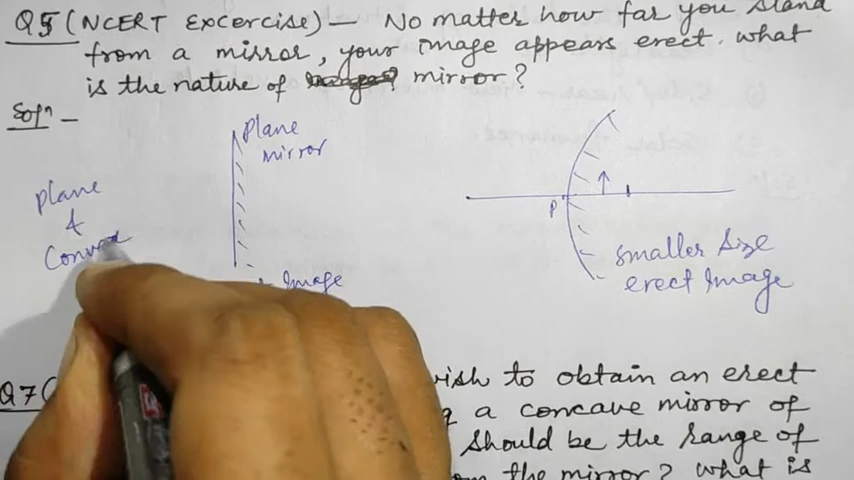 Q5 (NCERT Excercise) — No matter how far you stand
from a mirror, your image appears erect. What
is the nature of mirror?
Solⁿ -
plane
mirror
plane
&
Image
P
smaller size
erect Image
Q7(
wish to obtain an erect
a concave mirror of
should be the range of
from the mirror? What is